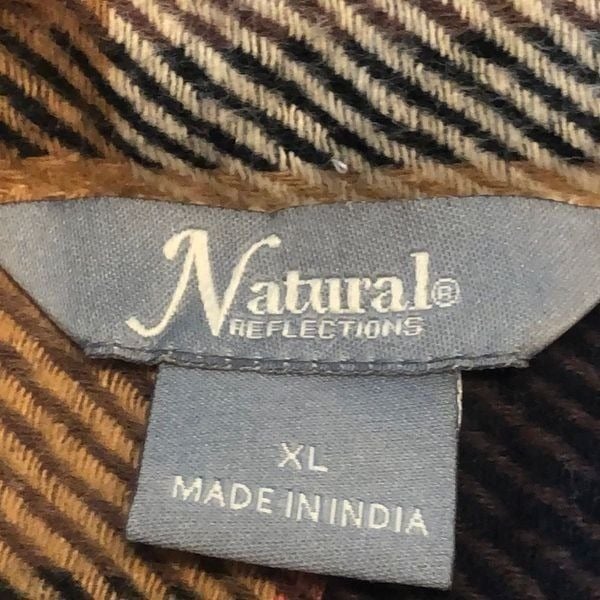 Natural®
REFLECTIONS
XL
MADE IN INDIA